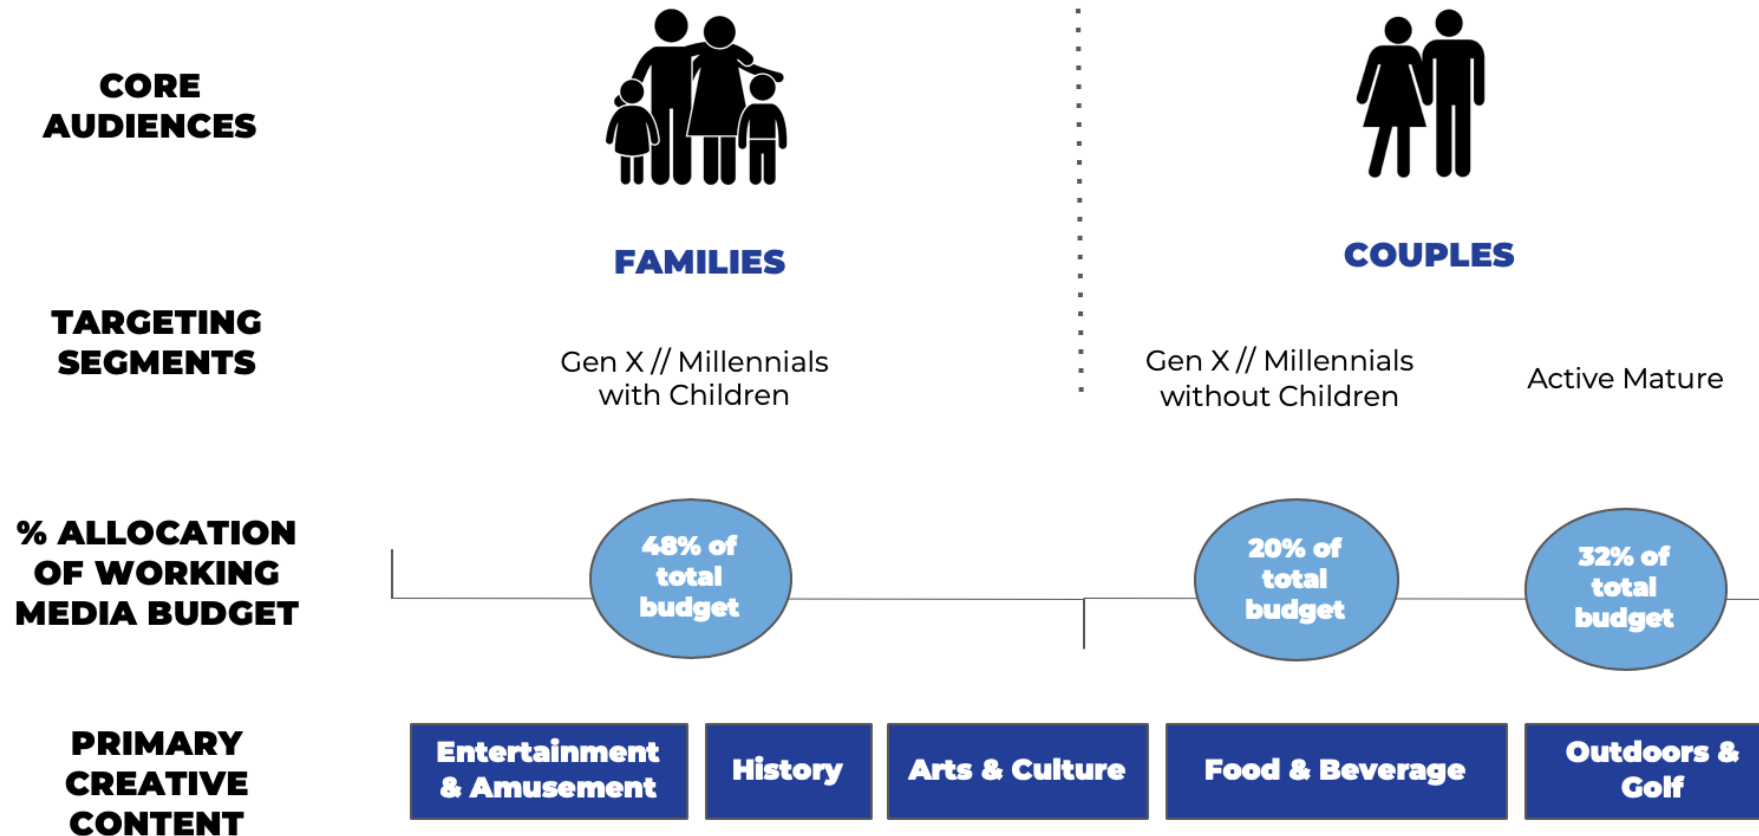 CORE
AUDIENCES
FAMILIES
COUPLES
TARGETING
SEGMENTS
Gen X // Millennials
with Children
Gen X // Millennials
without Children
Active Mature
% ALLOCATION
OF WORKING
MEDIA BUDGET
48% of
total
budget
20% of
total
budget
32% of
total
budget
PRIMARY
CREATIVE
CONTENT
Entertainment
& Amusement
History
Arts & Culture
Food & Beverage
Outdoors &
Golf